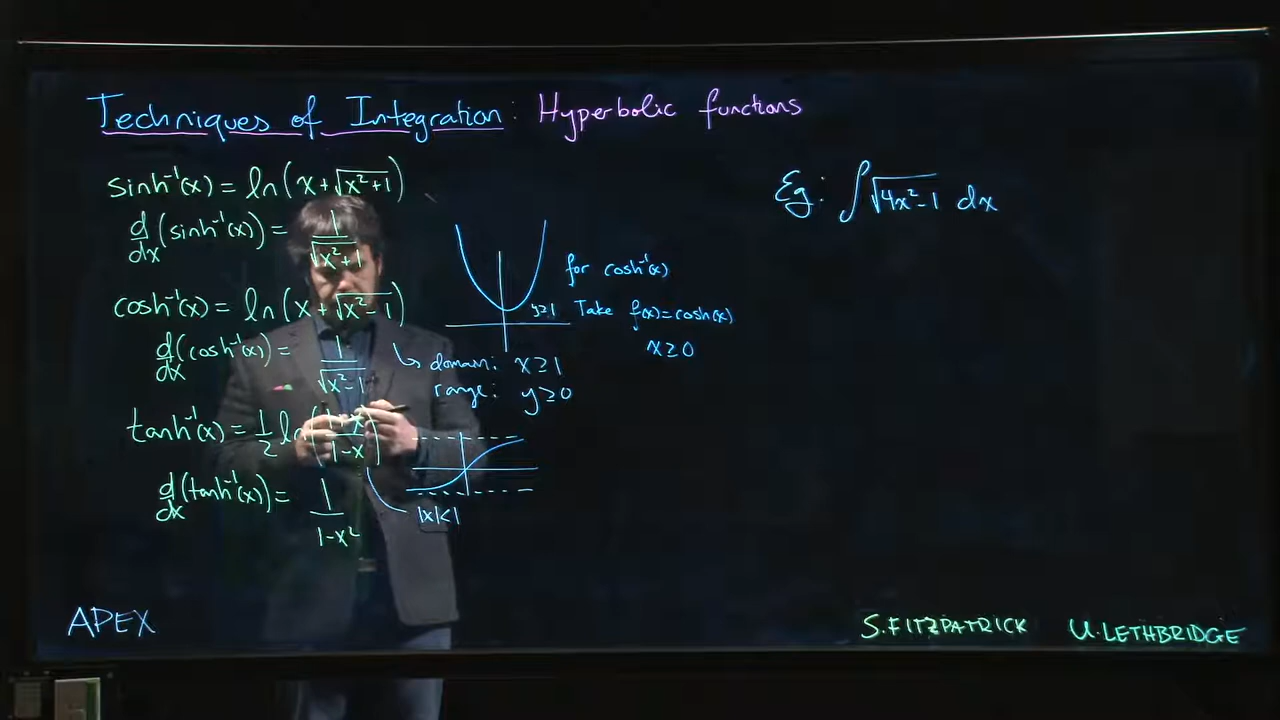 Techniques of Integration: Hyperbolic functions
sinh⁻¹(x) = ln(x+√(x²+1))
d/dx(sinh⁻¹(x)) = 1/√(x²+1)
cosh⁻¹(x) = ln(x+√(x²-1))
d/dx(cosh⁻¹(x)) = 1/√(x²-1)
tanh⁻¹(x) = 1/2 ln((1+x)/(1-x))
d/dx(tanh⁻¹(x)) = 1/(1-x²)
y≥1
for cosh⁻¹(x)
Take f(x)=cosh(x)
x≥0
domain: x≥1
range: y≥0
|x|<1
Eg: ∫√(4x²-1) dx
APEX
S.FITZPATRICK U.LETHBRIDGE